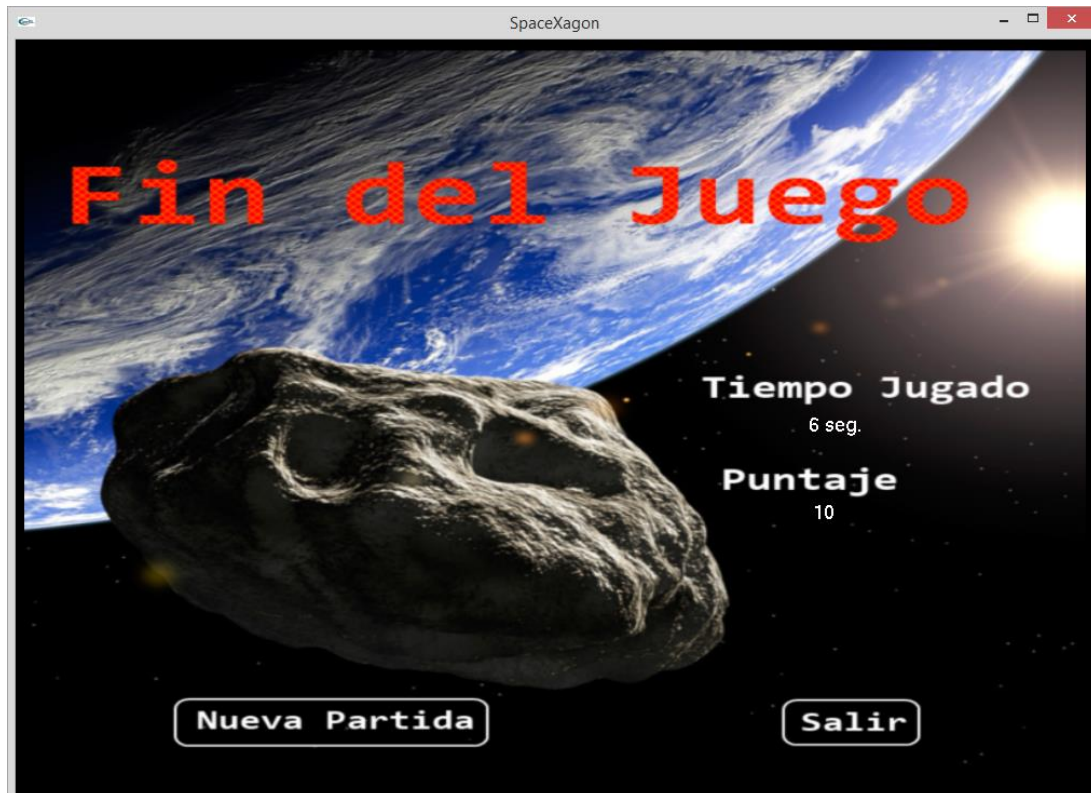 SpaceXagon
Fin del Juego
Tiempo Jugado
6 seg.
Puntaje
10
Nueva Partida
Salir